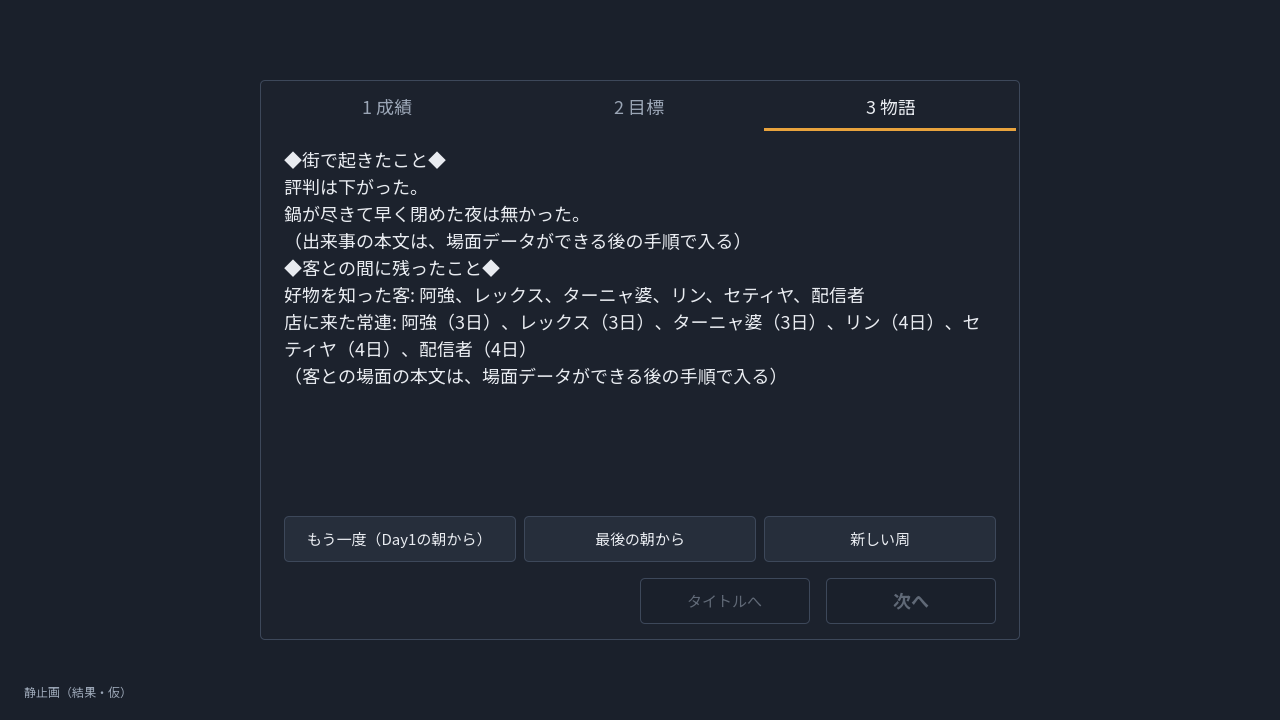 1 成績
2 目標
3 物語
◆街で起きたこと◆
評判は下がった。
鍋が尽きて早く閉めた夜は無かった。
（出来事の本文は、場面データができる後の手順で入る）
◆客との間に残ったこと◆
好物を知った客: 阿強、レックス、ターニャ婆、リン、セティヤ、配信者
店に来た常連: 阿強（3日）、レックス（3日）、ターニャ婆（3日）、リン（4日）、セ
ティヤ（4日）、配信者（4日）
（客との場面の本文は、場面データができる後の手順で入る）
もう一度（Day1の朝から）
最後の朝から
新しい周
タイトルへ
次へ
静止画（結果・仮）